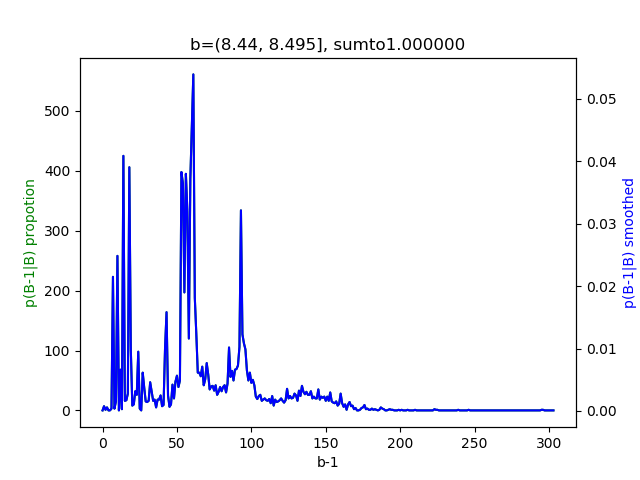 b=(8.44, 8.495], sumto1.000000
500
400
300
200
100
0
p(B-1|B) propotion
0.05
0.04
0.03
0.02
0.01
0.00
p(B-1|B) smoothed
0 50 100 150 200 250 300
b-1